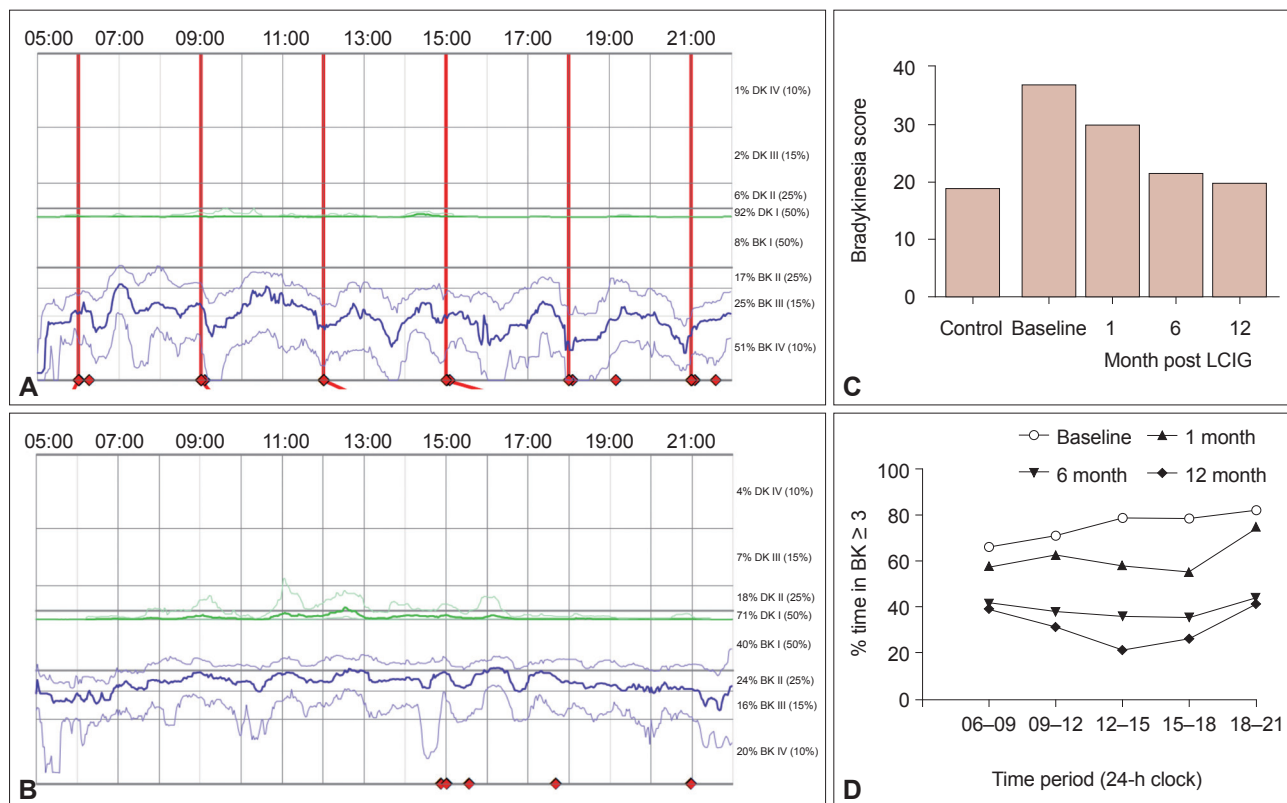 05:00 07:00 09:00 11:00 13:00 15:00 17:00 19:00 21:00
1% DK IV (10%)
2% DK III (15%)
6% DK II (25%)
92% DK I (50%)
8% BK I (50%)
17% BK II (25%)
25% BK III (15%)
51% BK IV (10%)
A
05:00 07:00 09:00 11:00 13:00 15:00 17:00 19:00 21:00
4% DK IV (10%)
7% DK III (15%)
18% DK II (25%)
71% DK I (50%)
40% BK I (50%)
24% BK II (25%)
16% BK III (15%)
20% BK IV (10%)
B
Bradykinesia score
40
30
20
10
0
Control Baseline 1 6 12
Month post LCIG
C
Baseline 1 month
6 month 12 month
% time in BK ≥ 3
100
80
60
40
20
0
06–09 09–12 12–15 15–18 18–21
Time period (24-h clock)
D